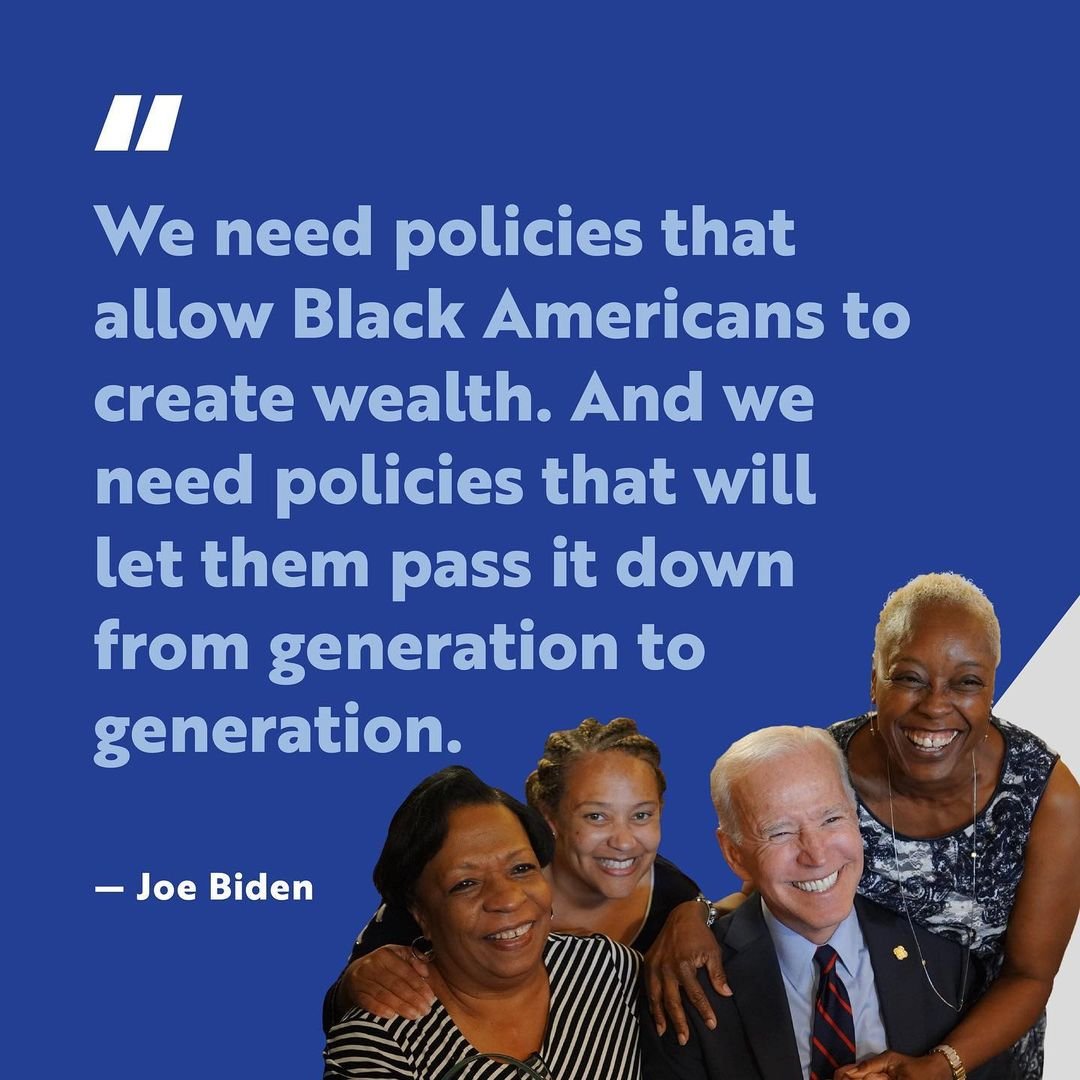 "
We need policies that
allow Black Americans to
create wealth. And we
need policies that will
let them pass it down
from generation to
generation.
— Joe Biden